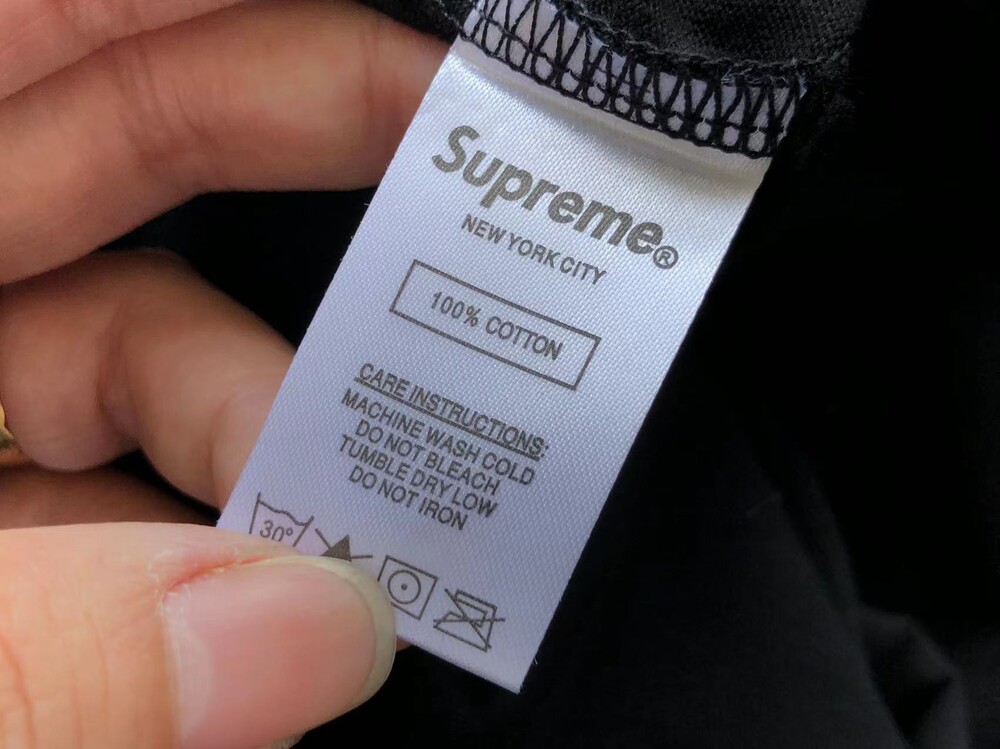 Supreme®
NEW YORK CITY
100% COTTON
CARE INSTRUCTIONS:
MACHINE WASH COLD
DO NOT BLEACH
TUMBLE DRY LOW
DO NOT IRON
30°